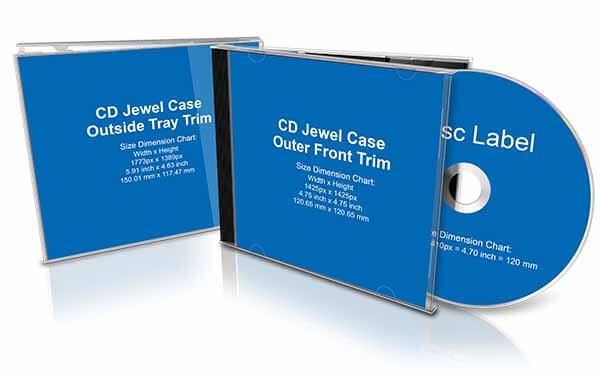 CD Jewel Case
Outside Tray Trim
Size Dimension Chart:
Width x Height
1773px x 1389px
5.91 inch x 4.63 inch
150.01 mm x 117.47 mm
CD Jewel Case
Outer Front Trim
Size Dimension Chart:
Width x Height
1425px x 1425px
4.75 inch x 4.75 inch
120.65 mm x 120.65 mm
sc Label
e Dimension Chart:
10px = 4.70 inch = 120 mm